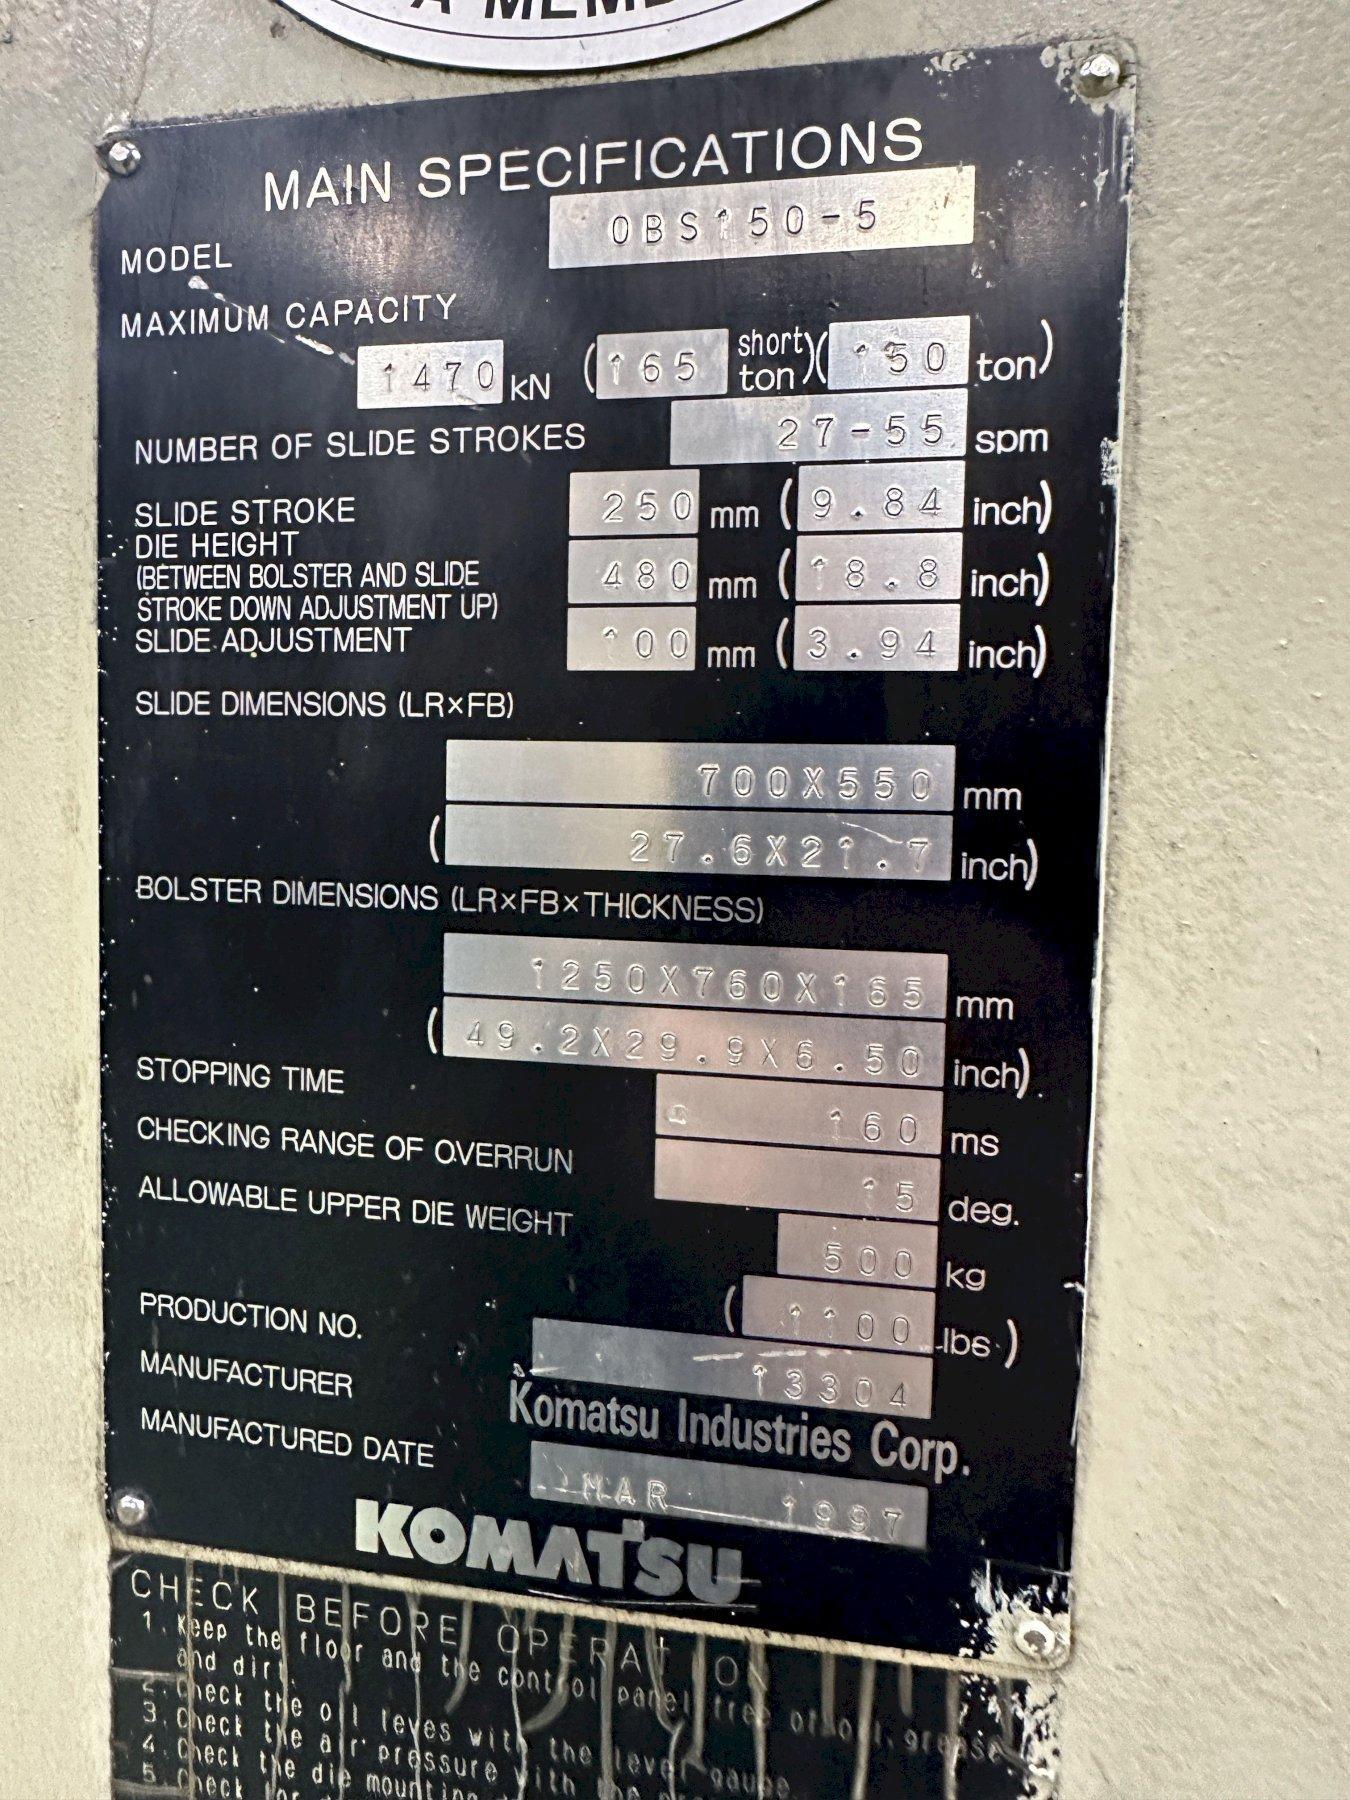 A MEMB
MAIN SPECIFICATIONS
MODEL OBS150-5
MAXIMUM CAPACITY
1470 kN (165 short ton)(150 ton)
NUMBER OF SLIDE STROKES 27-55 spm
SLIDE STROKE 250 mm (9.84 inch)
DIE HEIGHT
(BETWEEN BOLSTER AND SLIDE
STROKE DOWN ADJUSTMENT UP) 480 mm (18.8 inch)
SLIDE ADJUSTMENT 100 mm (3.94 inch)
SLIDE DIMENSIONS (LR×FB)
700X550 mm
(27.6X21.7 inch)
BOLSTER DIMENSIONS (LR×FB×THICKNESS)
1250X760X165 mm
(49.2X29.9X6.50 inch)
STOPPING TIME 160 ms
CHECKING RANGE OF OVERRUN 15 deg.
ALLOWABLE UPPER DIE WEIGHT 500 kg
(1100 lbs)
PRODUCTION NO. 13304
MANUFACTURER Komatsu Industries Corp.
MANUFACTURED DATE MAR 1997
KOMATSU
CHECK BEFORE OPERATION
1. Keep the floor and the control panel free of oil, grease
and dirt.
2. Check the oil leves with the lever gauge
3. Check the air pressure with the
4. Check the die mounting
5. Check for